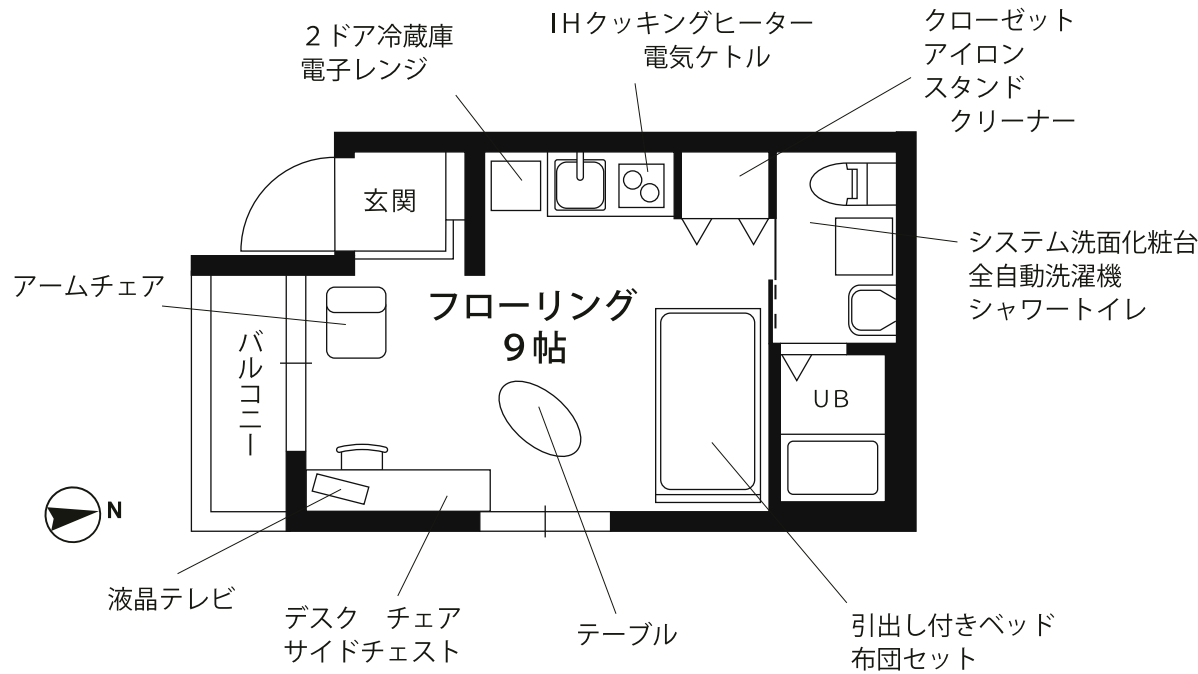 2ドア冷蔵庫
電子レンジ
IHクッキングヒーター
電気ケトル
クローゼット
アイロン
スタンド
クリーナー
玄関
システム洗面化粧台
全自動洗濯機
シャワートイレ
アームチェア
フローリング
9帖
バルコニー
UB
N
液晶テレビ
デスク　チェア
サイドチェスト
テーブル
引出し付きベッド
布団セット